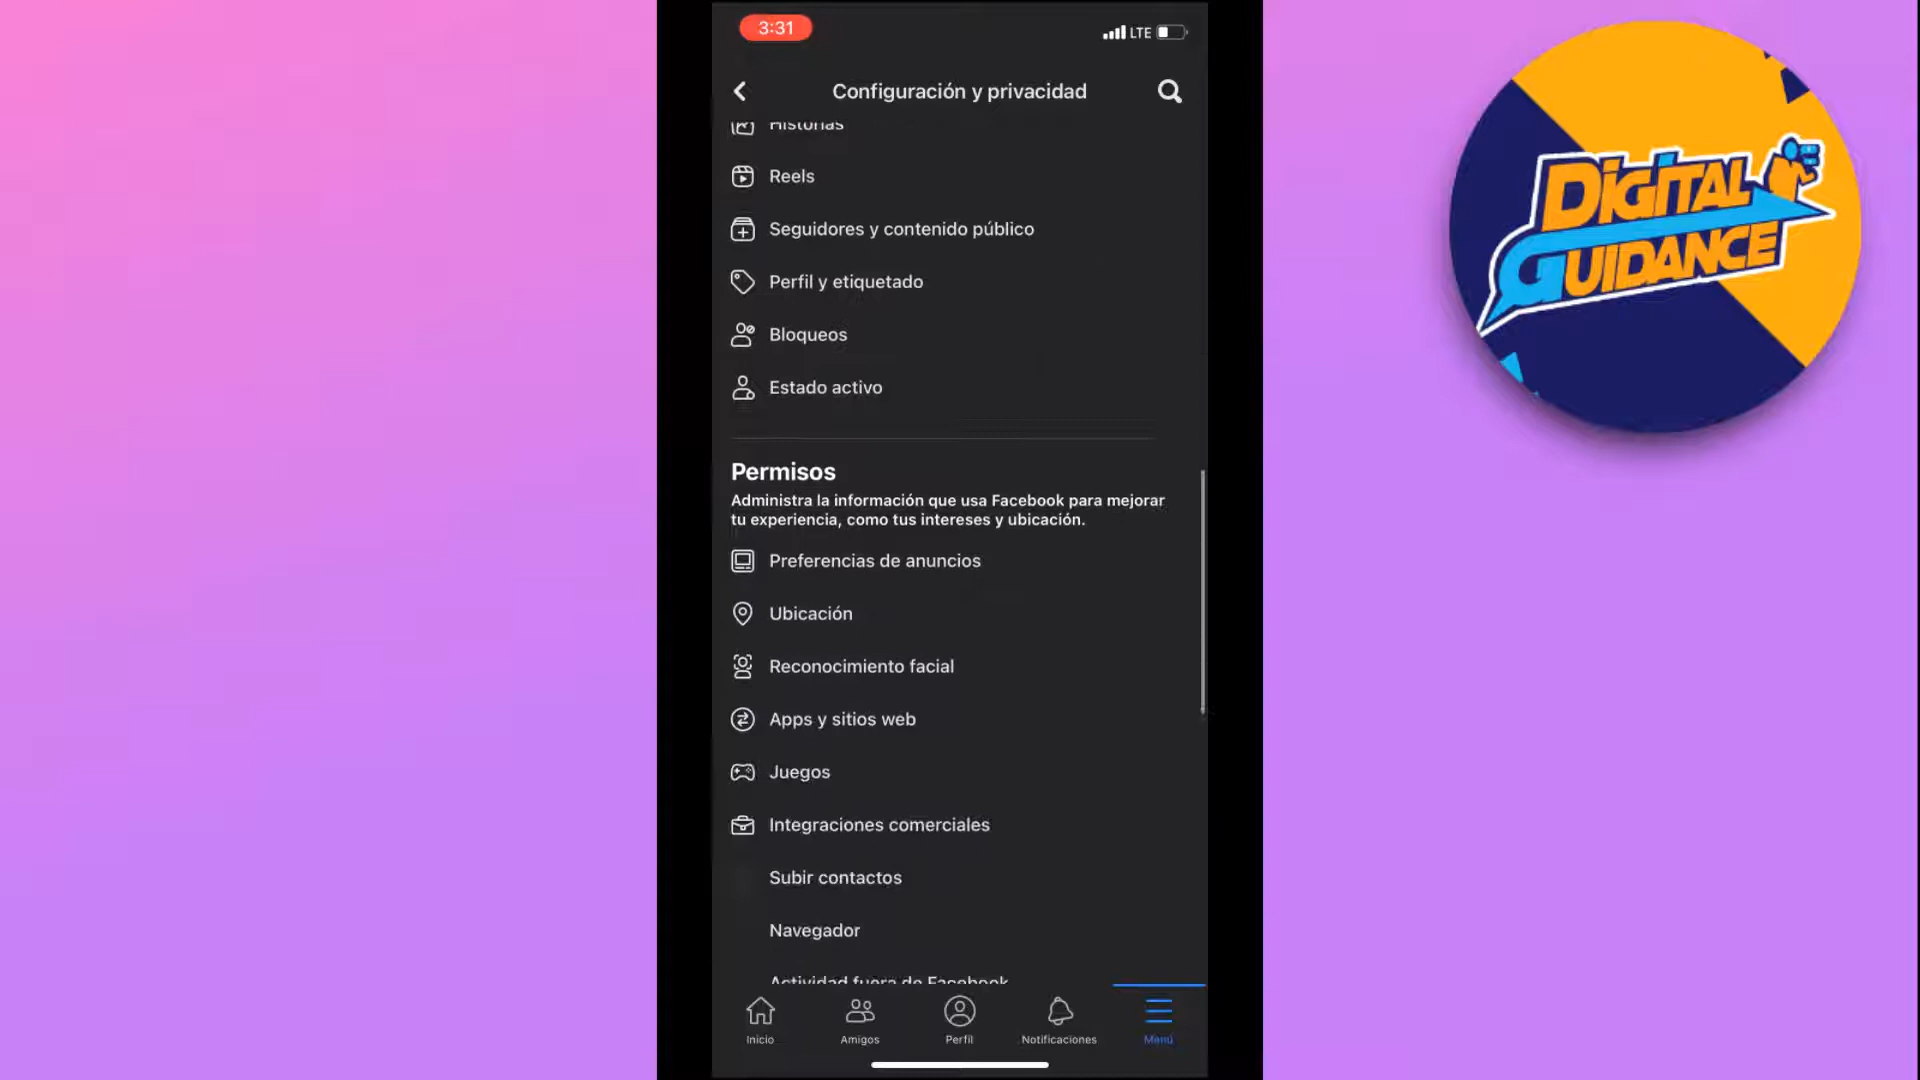 3:31
LTE
Configuración y privacidad
Historias
Reels
Seguidores y contenido público
Perfil y etiquetado
Bloqueos
Estado activo
Permisos
Administra la información que usa Facebook para mejorar
tu experiencia, como tus intereses y ubicación.
Preferencias de anuncios
Ubicación
Reconocimiento facial
Apps y sitios web
Juegos
Integraciones comerciales
Subir contactos
Navegador
Actividad fuera de Facebook
Inicio
Amigos
Perfil
Notificaciones
Menú
DIGITAL
GUIDANCE